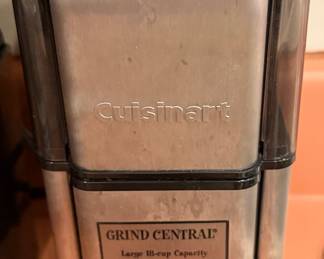 Cuisinart
GRIND CENTRAL®
Large 18-cup Capacity